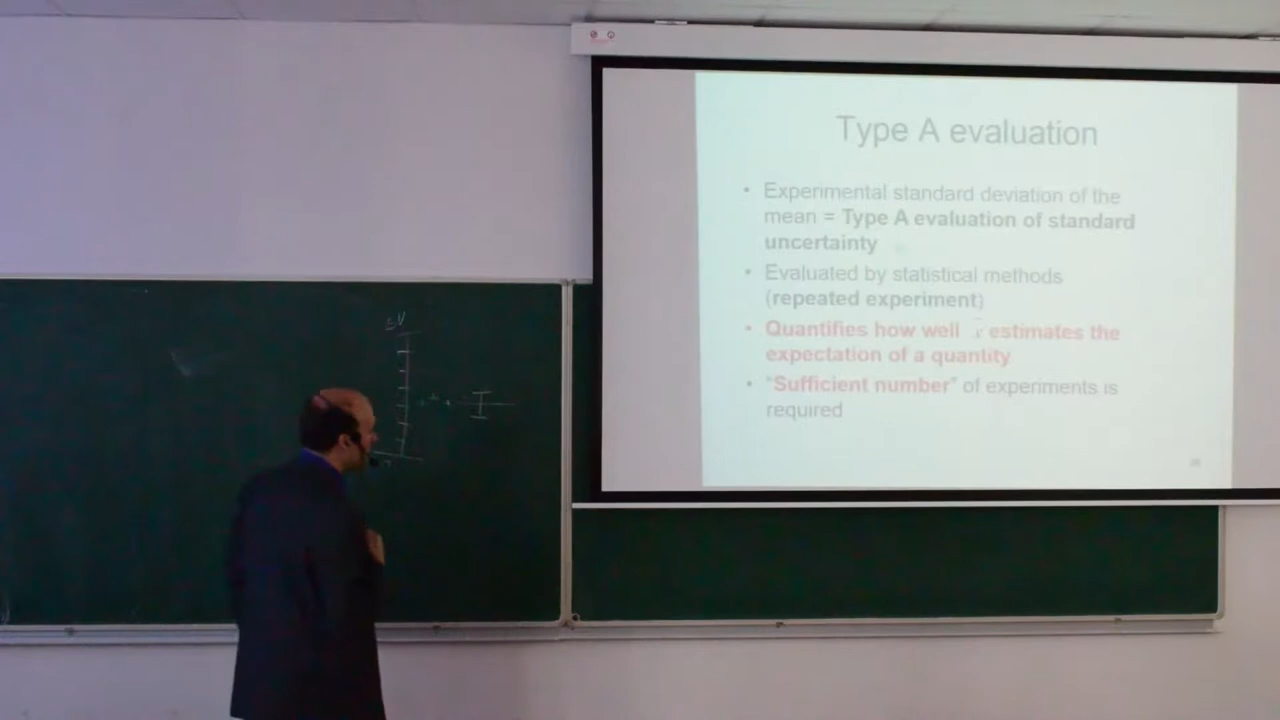 Type A evaluation
• Experimental standard deviation of the
mean = Type A evaluation of standard
uncertainty
• Evaluated by statistical methods
(repeated experiment)
• Quantifies how well estimates the
expectation of a quantity
• "Sufficient number" of experiments is
required